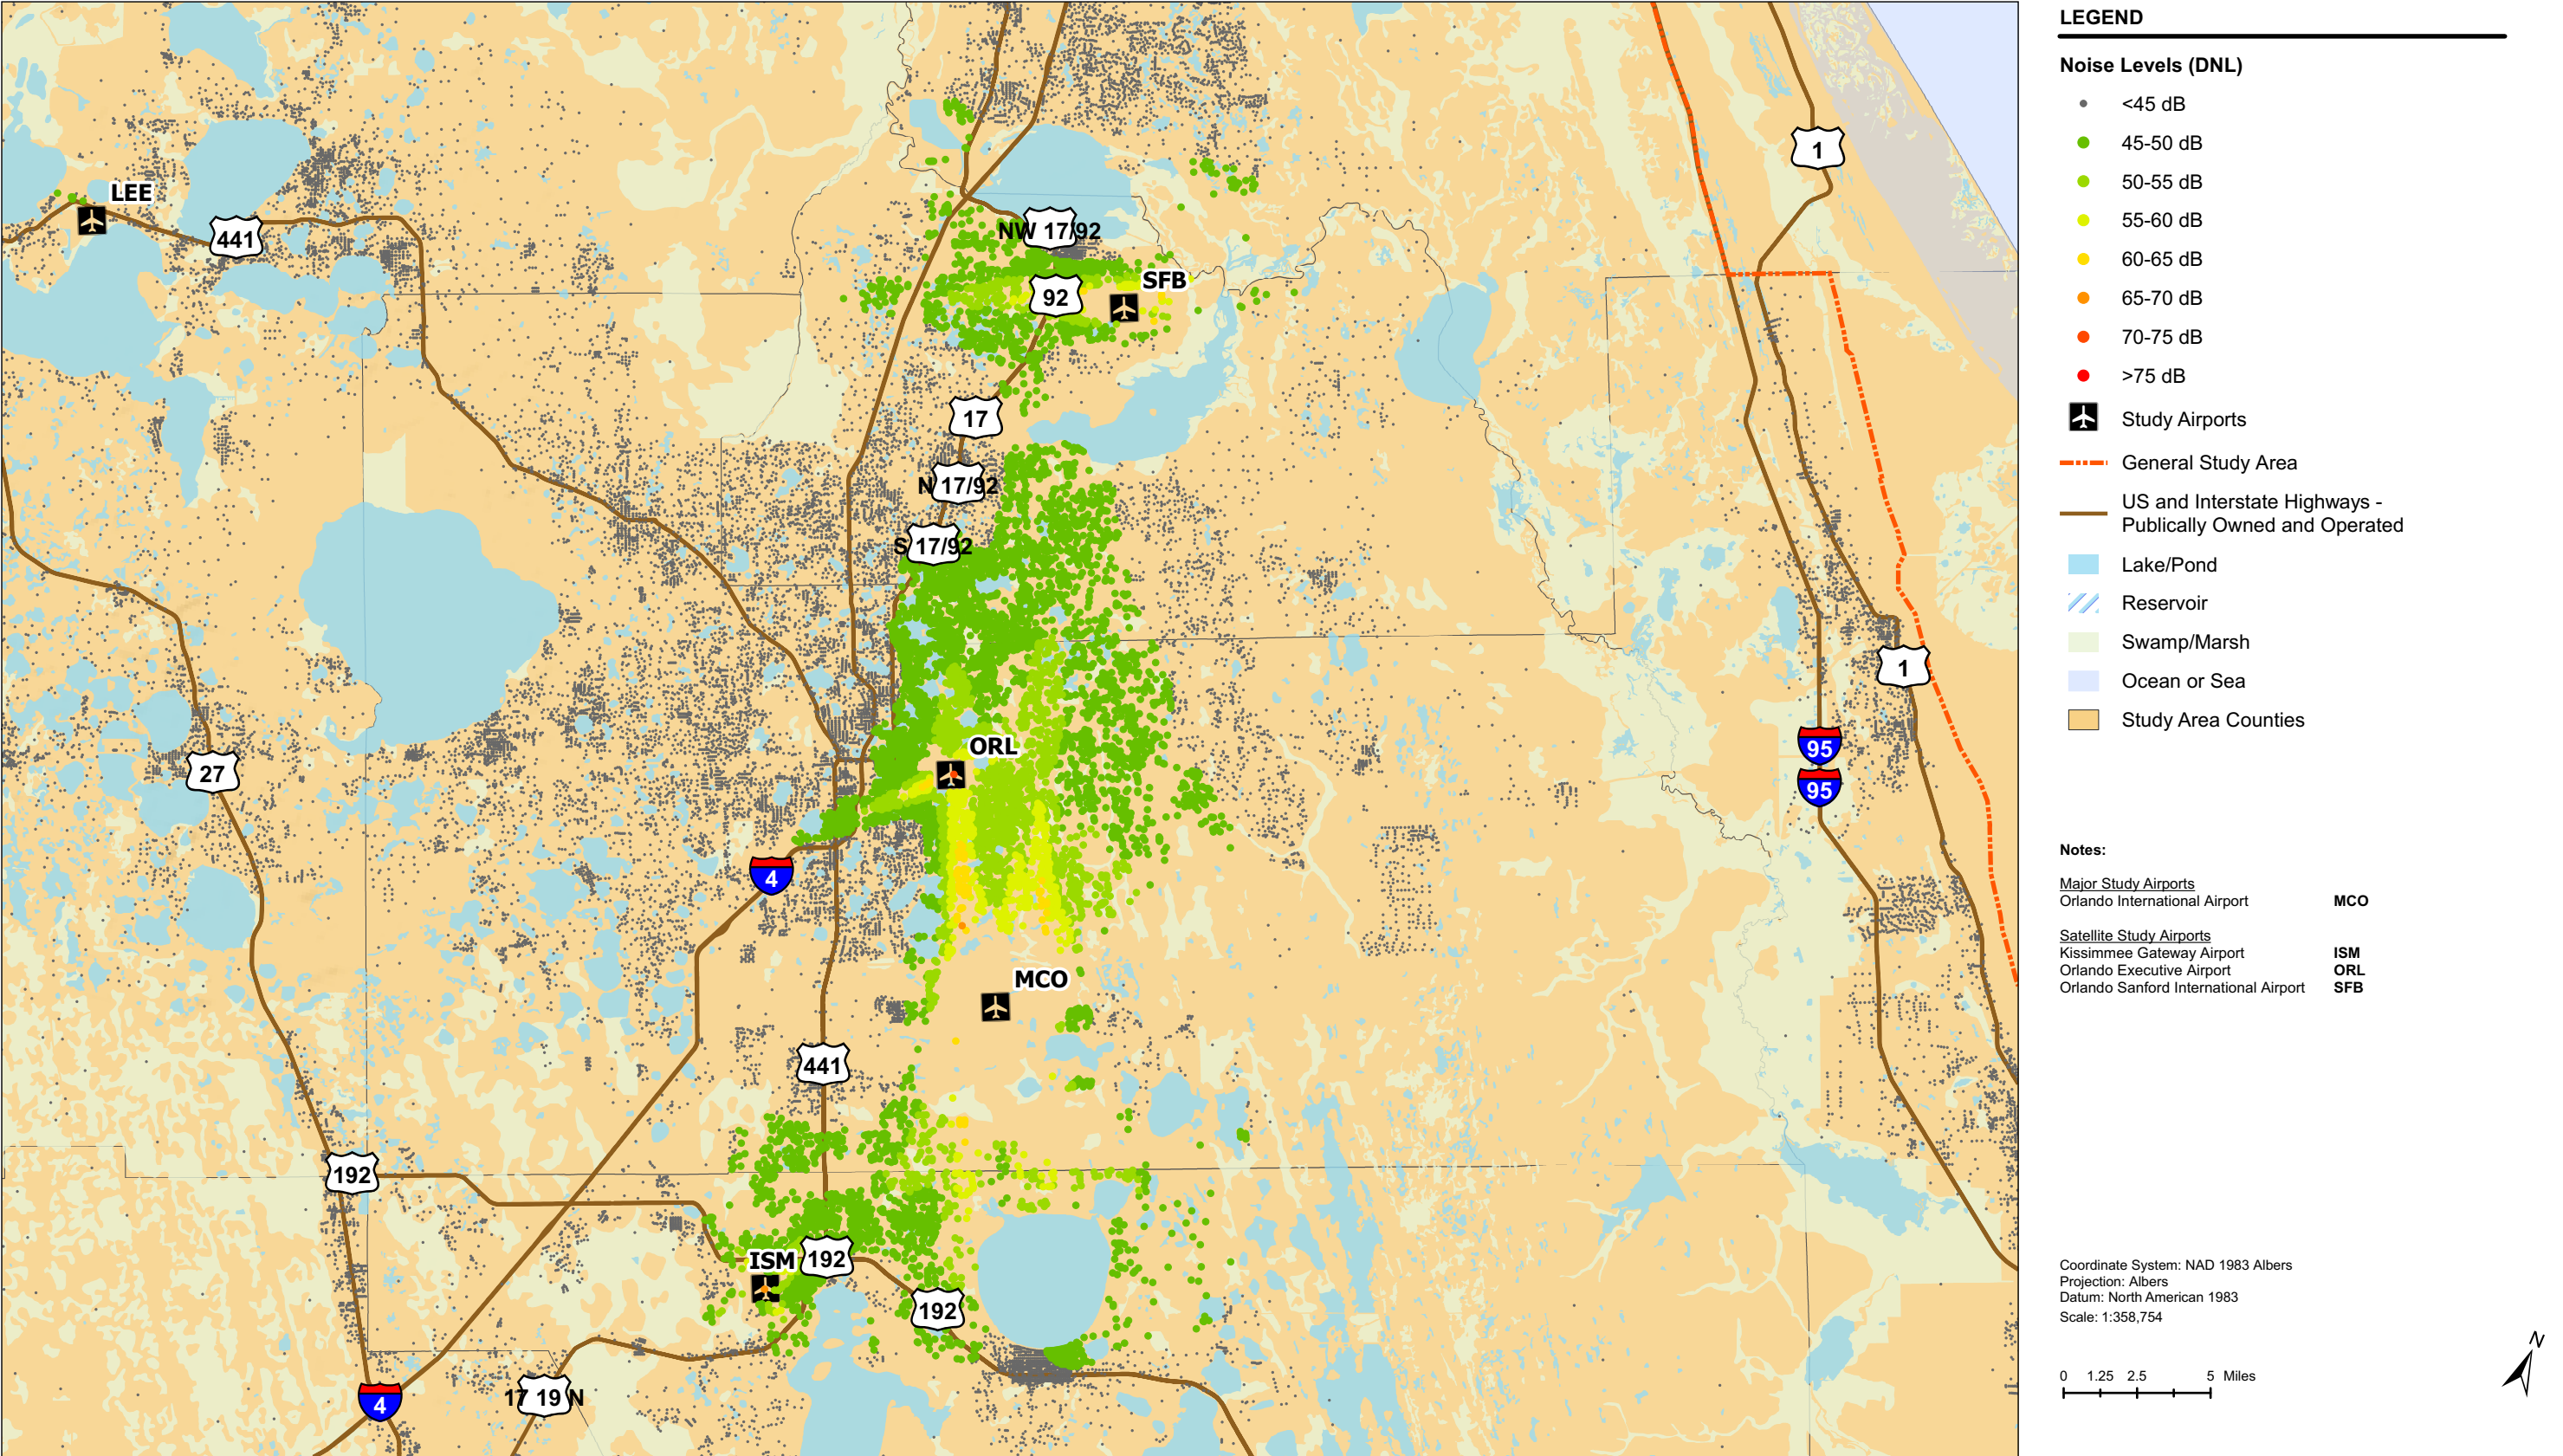 LEE
441
NW 17/92
SFB
92
17
N 17/92
S 17/92
1
1
ORL
27
95
95
4
MCO
441
192
ISM
192
192
17 19 N
4
LEGEND
Noise Levels (DNL)
<45 dB
45-50 dB
50-55 dB
55-60 dB
60-65 dB
65-70 dB
70-75 dB
>75 dB
Study Airports
General Study Area
US and Interstate Highways -
Publically Owned and Operated
Lake/Pond
Reservoir
Swamp/Marsh
Ocean or Sea
Study Area Counties
Notes:
Major Study Airports
Orlando International Airport MCO
Satellite Study Airports
Kissimmee Gateway Airport ISM
Orlando Executive Airport ORL
Orlando Sanford International Airport SFB
Coordinate System: NAD 1983 Albers
Projection: Albers
Datum: North American 1983
Scale: 1:358,754
N
0 1.25 2.5 5 Miles